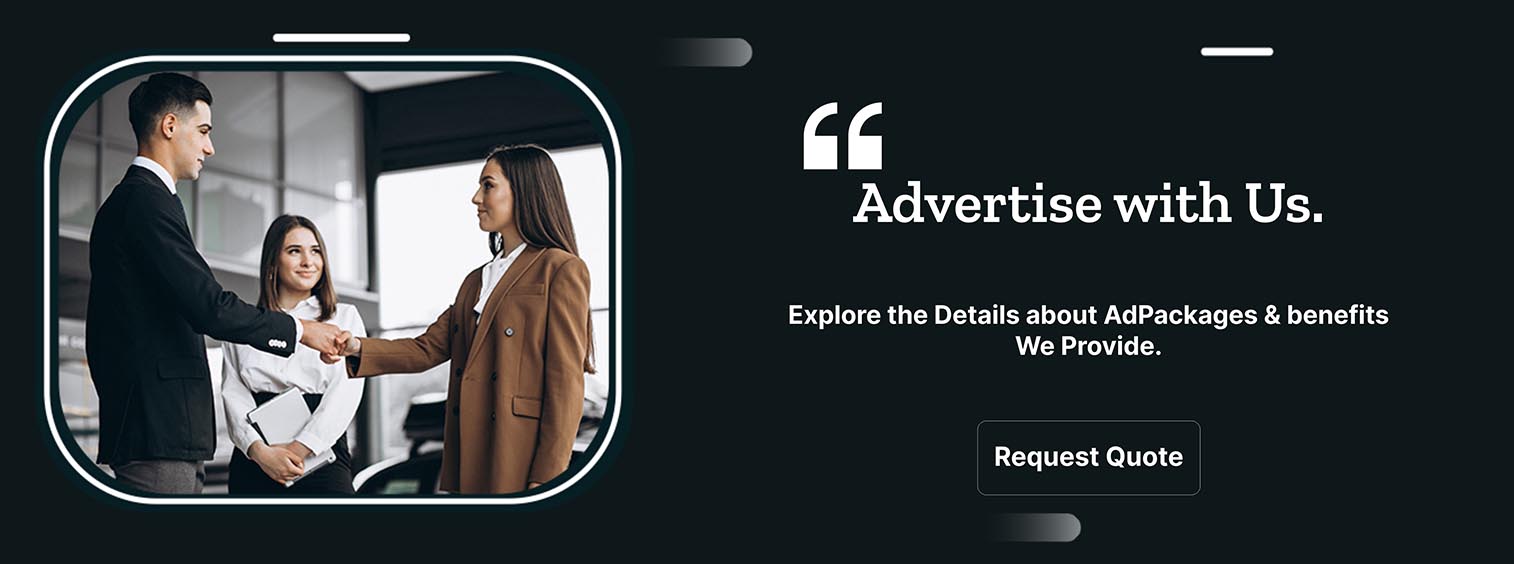 “
Advertise with Us.
Explore the Details about AdPackages & benefits
We Provide.
Request Quote